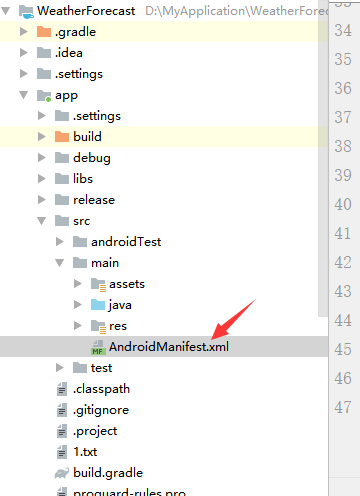 WeatherForecast D:\MyApplication\WeatherForec
.gradle
.idea
.settings
app
.settings
build
debug
libs
release
src
androidTest
main
assets
java
res
MF AndroidManifest.xml
test
.classpath
.gitignore
.project
1.txt
build.gradle
proguard-rules.pro
34
35
36
37
38
39
40
41
42
43
44
45
46
47